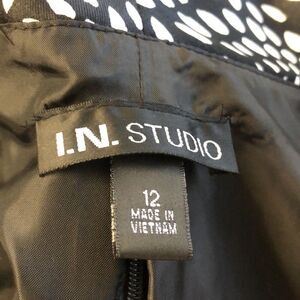 I.N. STUDIO
12
MADE IN
VIETNAM